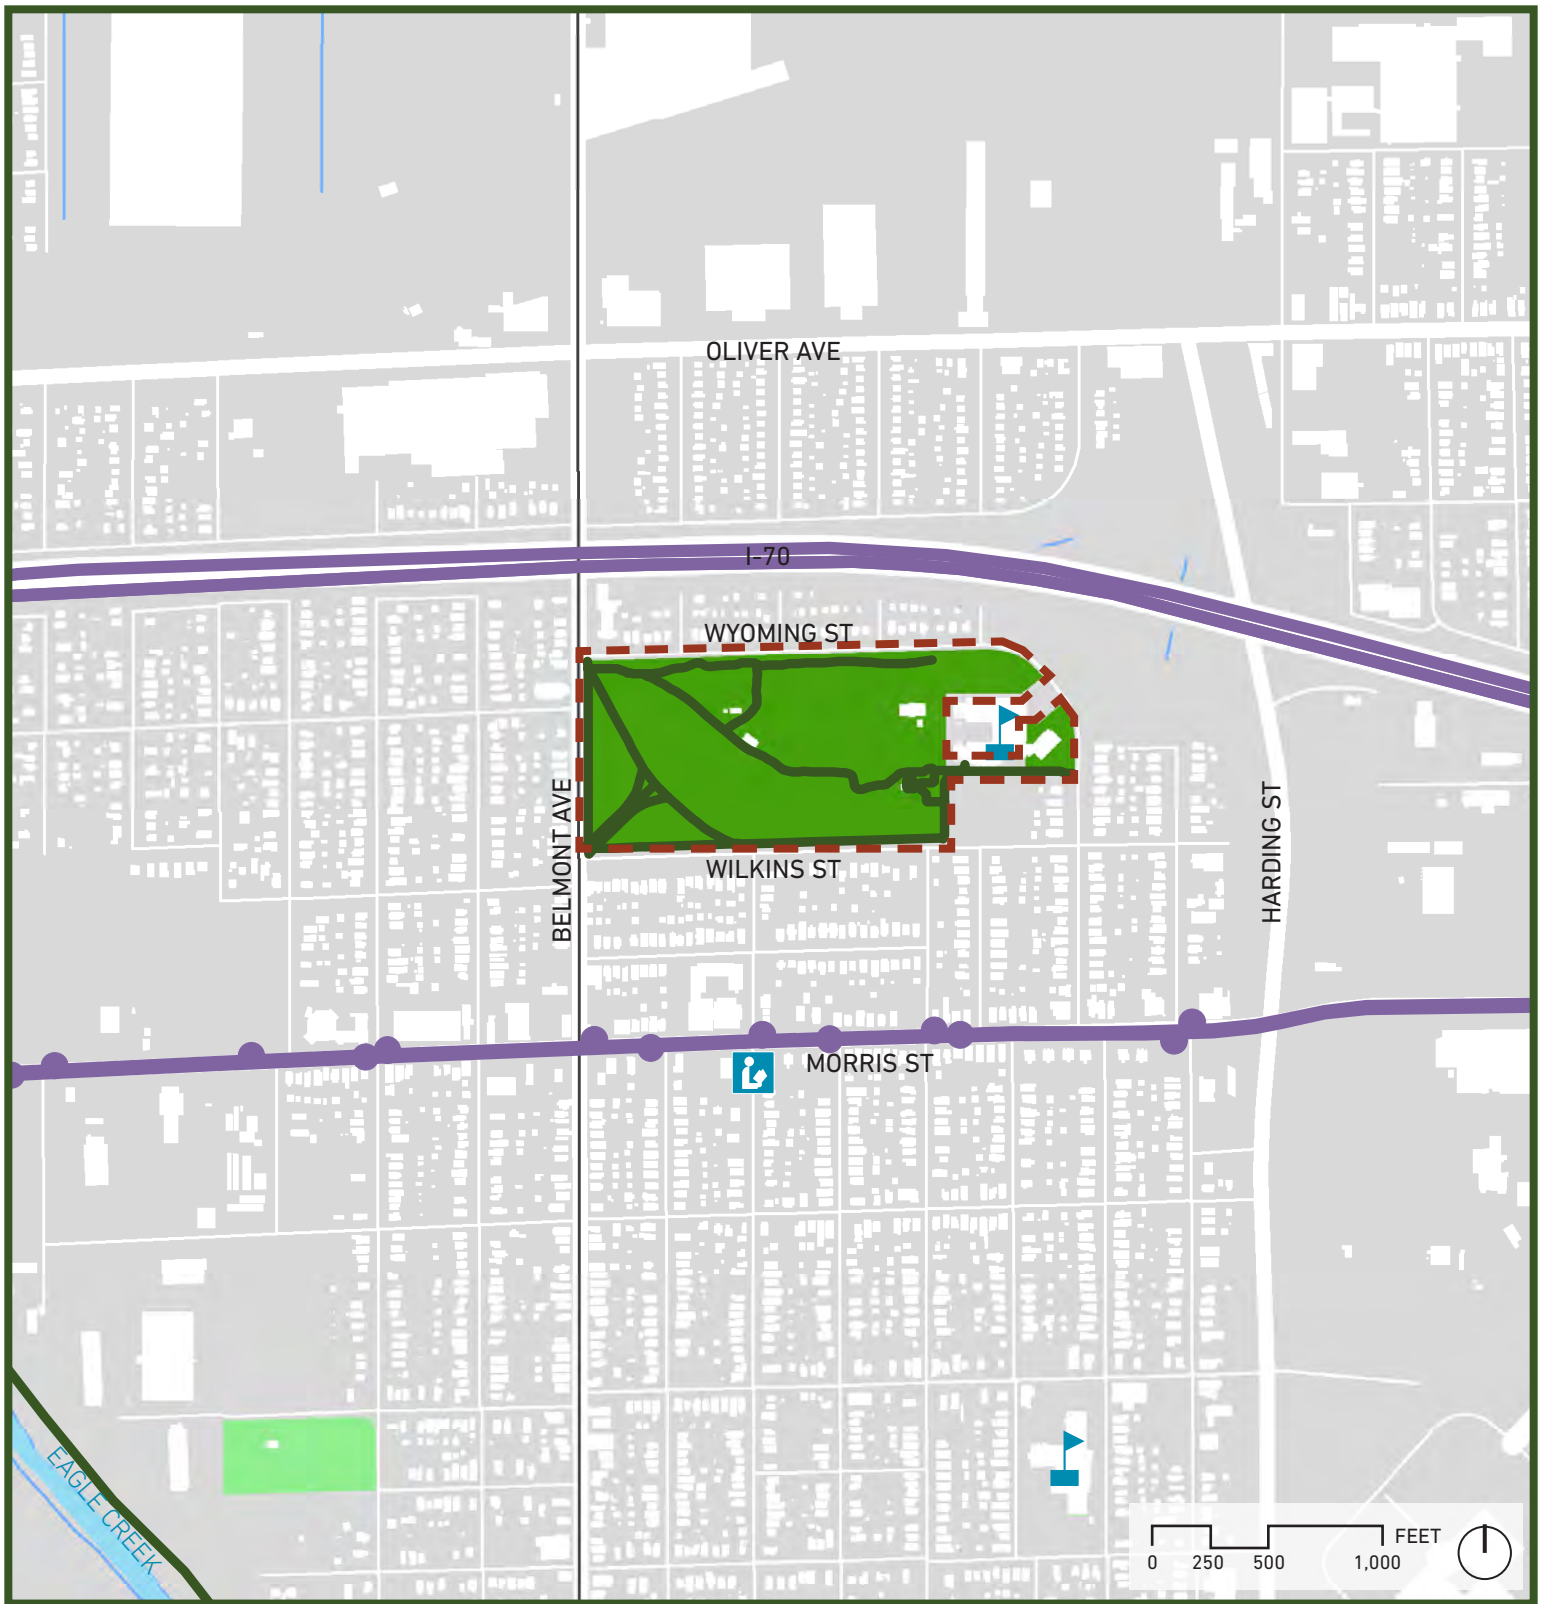 OLIVER AVE
I-70
WYOMING ST
BELMONT AVE
HARDING ST
WILKINS ST
MORRIS ST
EAGLE CREEK
FEET
0 250 500 1,000